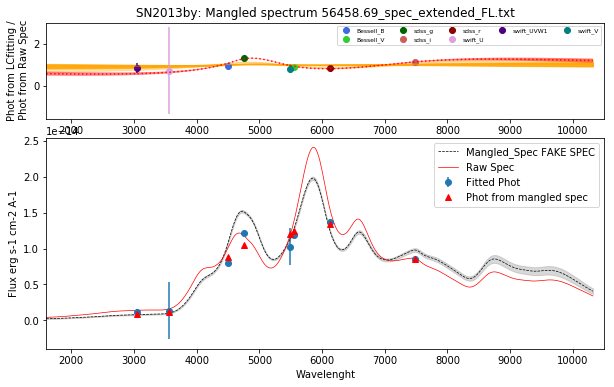 SN2013by: Mangled spectrum 56458.69_spec_extended_FL.txt
Phot from LCfitting /
Phot from Raw Spec
2
0
Bessell_B
Bessell_V
sdss_g
sdss_i
sdss_r
swift_U
swift_UVW1
swift_V
2000 3000 4000 5000 6000 7000 8000 9000 10000
1e-14
Flux erg s-1 cm-2 A-1
2.5
2.0
1.5
1.0
0.5
0.0
Mangled_Spec FAKE SPEC
Raw Spec
Fitted Phot
Phot from mangled spec
2000 3000 4000 5000 6000 7000 8000 9000 10000
Wavelenght